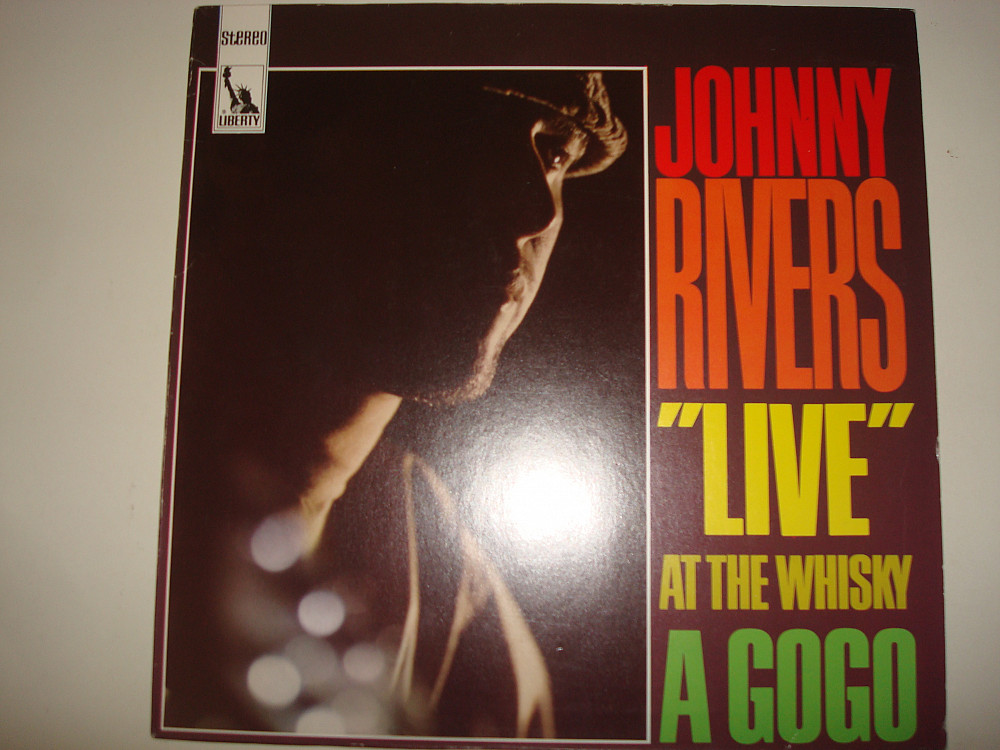 STEREO
LIBERTY
JOHNNY
RIVERS
"LIVE"
AT THE WHISKY
A GOGO